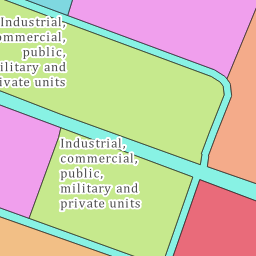 Industrial,
commercial,
public,
military and
private units
Industrial,
commercial,
public,
military and
private units